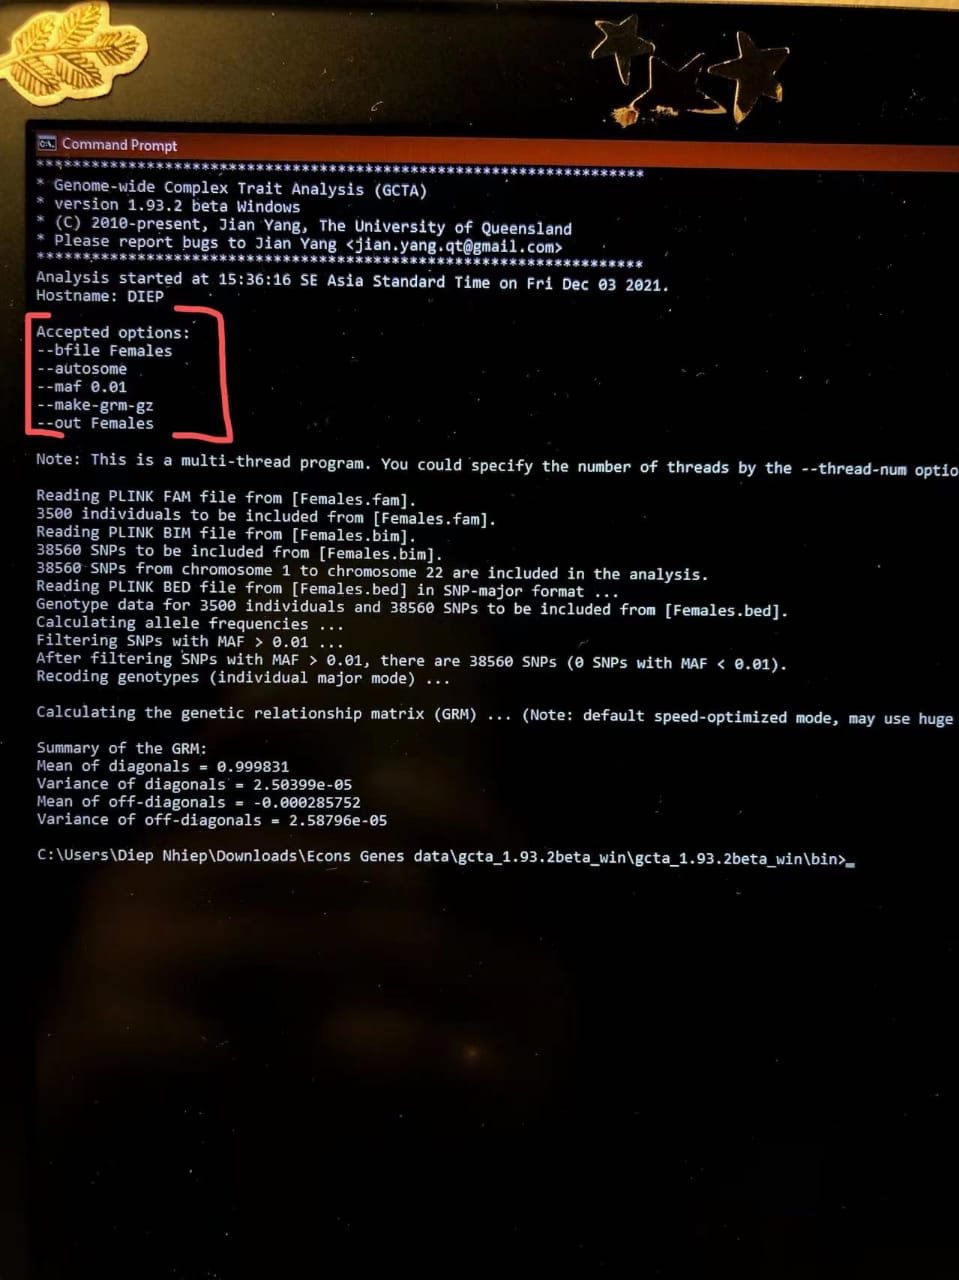 Command Prompt
*******************************************************************
* Genome-wide Complex Trait Analysis (GCTA)
* version 1.93.2 beta Windows
* (C) 2010-present, Jian Yang, The University of Queensland
* Please report bugs to Jian Yang <jian.yang.qt@gmail.com>
*******************************************************************
Analysis started at 15:36:16 SE Asia Standard Time on Fri Dec 03 2021.
Hostname: DIEP
Accepted options:
--bfile Females
--autosome
--maf 0.01
--make-grm-gz
--out Females
Note: This is a multi-thread program. You could specify the number of threads by the --thread-num optio
Reading PLINK FAM file from [Females.fam].
3500 individuals to be included from [Females.fam].
Reading PLINK BIM file from [Females.bim].
38560 SNPs to be included from [Females.bim].
38560 SNPs from chromosome 1 to chromosome 22 are included in the analysis.
Reading PLINK BED file from [Females.bed] in SNP-major format ...
Genotype data for 3500 individuals and 38560 SNPs to be included from [Females.bed].
Calculating allele frequencies ...
Filtering SNPs with MAF > 0.01 ...
After filtering SNPs with MAF > 0.01, there are 38560 SNPs (0 SNPs with MAF < 0.01).
Recoding genotypes (individual major mode) ...
Calculating the genetic relationship matrix (GRM) ... (Note: default speed-optimized mode, may use huge
Summary of the GRM:
Mean of diagonals = 0.999831
Variance of diagonals = 2.50399e-05
Mean of off-diagonals = -0.000285752
Variance of off-diagonals = 2.58796e-05
C:\Users\Diep Nhiep\Downloads\Econs Genes data\gcta_1.93.2beta_win\gcta_1.93.2beta_win\bin>_